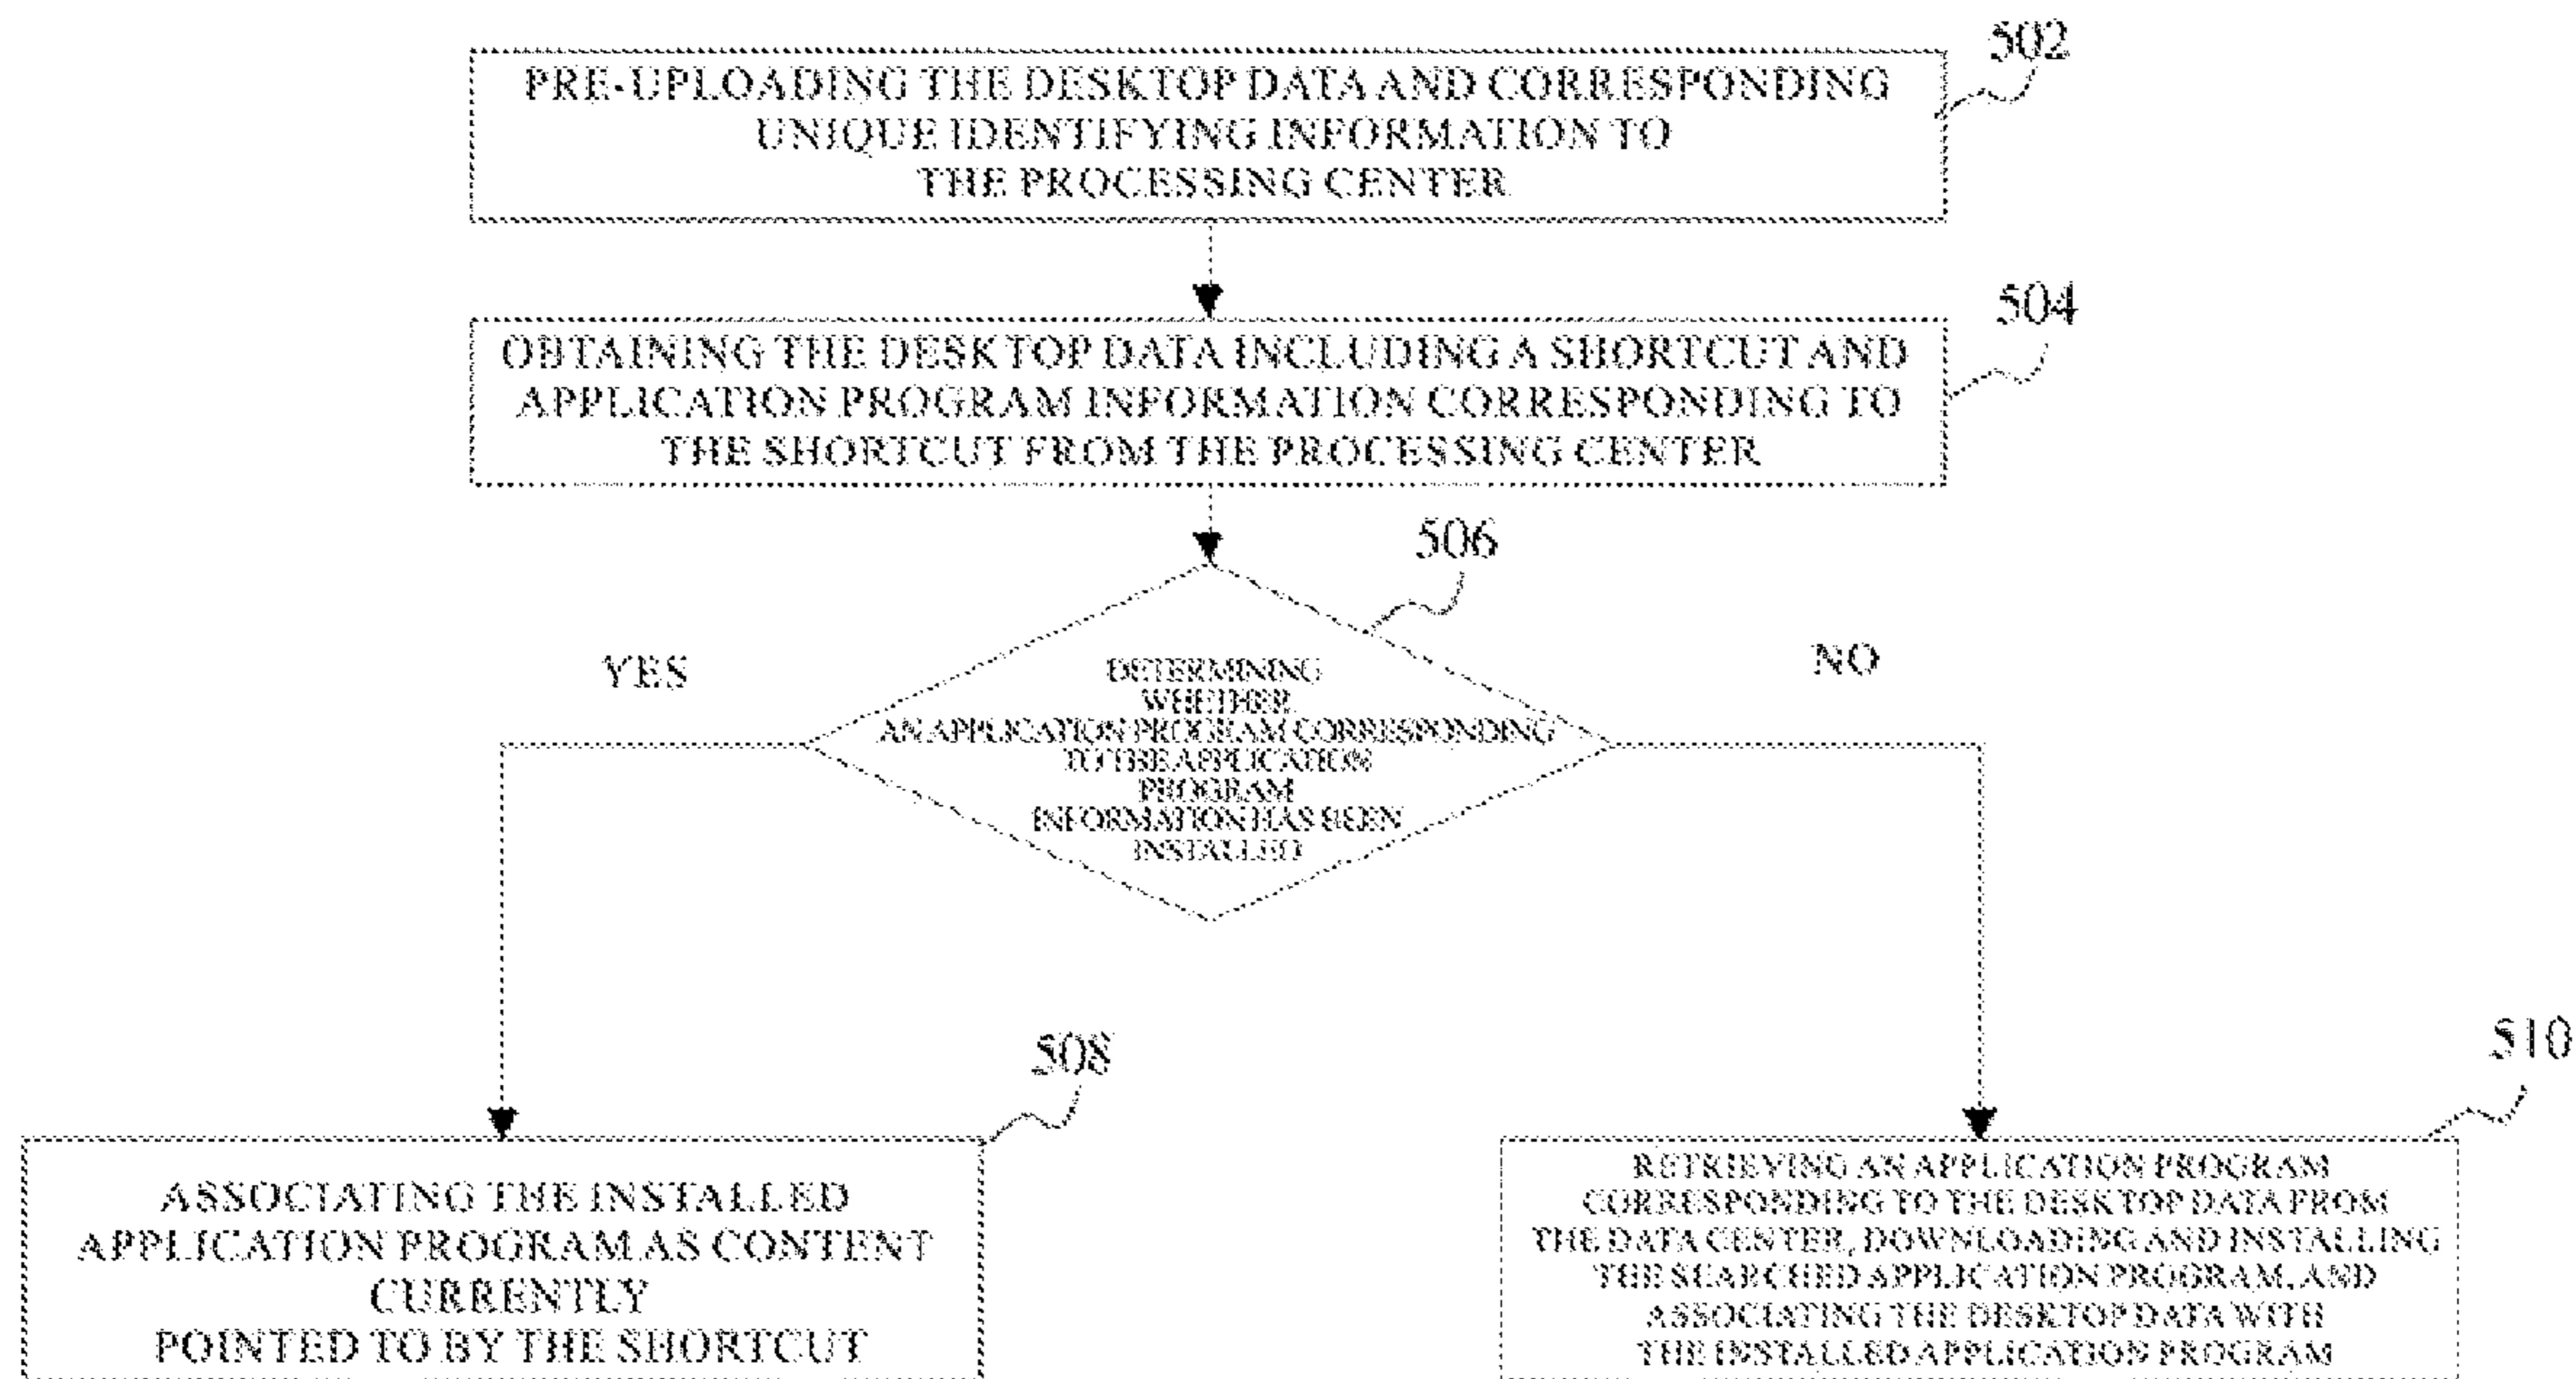 502
PRE-UPLOADING THE DESKTOP DATA AND CORRESPONDING
UNIQUE IDENTIFYING INFORMATION TO
THE PROCESSING CENTER
504
OBTAINING THE DESKTOP DATA INCLUDING A SHORTCUT AND
APPLICATION PROGRAM INFORMATION CORRESPONDING TO
THE SHORTCUT FROM THE PROCESSING CENTER
506
YES
NO
DETERMINING
WHETHER
AN APPLICATION PROGRAM CORRESPONDING
TO THE APPLICATION
PROGRAM
INFORMATION HAS BEEN
INSTALLED
508
ASSOCIATING THE INSTALLED
APPLICATION PROGRAM AS CONTENT
CURRENTLY
POINTED TO BY THE SHORTCUT
510
RETRIEVING AN APPLICATION PROGRAM
CORRESPONDING TO THE DESKTOP DATA FROM
THE DATA CENTER, DOWNLOADING AND INSTALLING
THE SEARCHED APPLICATION PROGRAM, AND
ASSOCIATING THE DESKTOP DATA WITH
THE INSTALLED APPLICATION PROGRAM